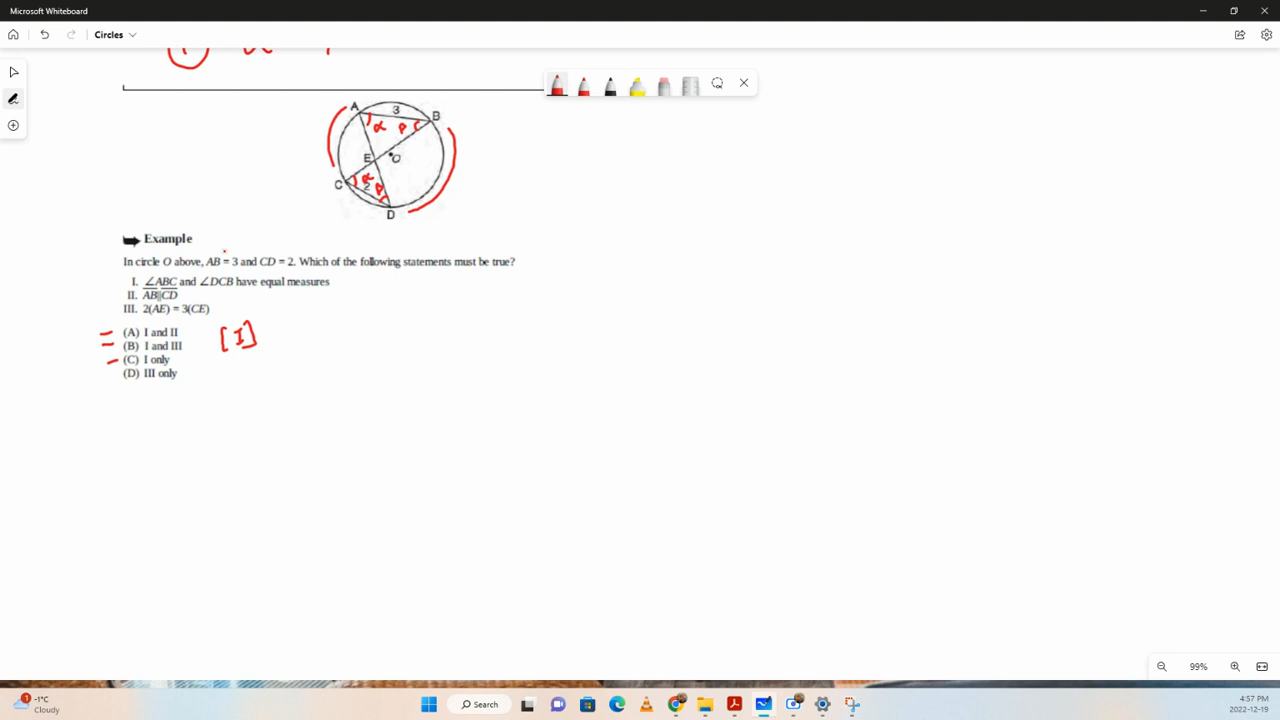 Microsoft Whiteboard
Circles
A 3 B
α β
E O
C α 2 β
D
Example
In circle O above, AB = 3 and CD = 2. Which of the following statements must be true?
I. ∠ABC and ∠DCB have equal measures
II. AB||CD
III. 2(AE) = 3(CE)
(A) I and II
(B) I and III [I]
(C) I only
(D) III only
99%
1
-1°C
Cloudy
Search
4:57 PM
2022-12-19